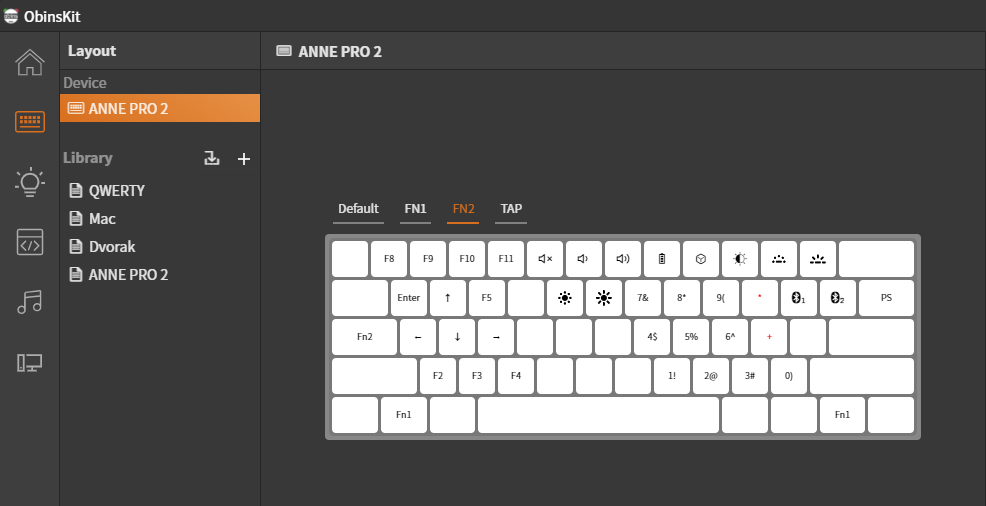 ObinsKit
Layout
ANNE PRO 2
Device
ANNE PRO 2
Library
QWERTY
Mac
Dvorak
ANNE PRO 2
Default FN1 FN2 TAP
F8 F9 F10 F11
Enter ↑ F5 7& 8* 9( * 1 2 PS
Fn2 ← ↓ → 4$ 5% 6^ +
F2 F3 F4 1! 2@ 3# 0)
Fn1 Fn1